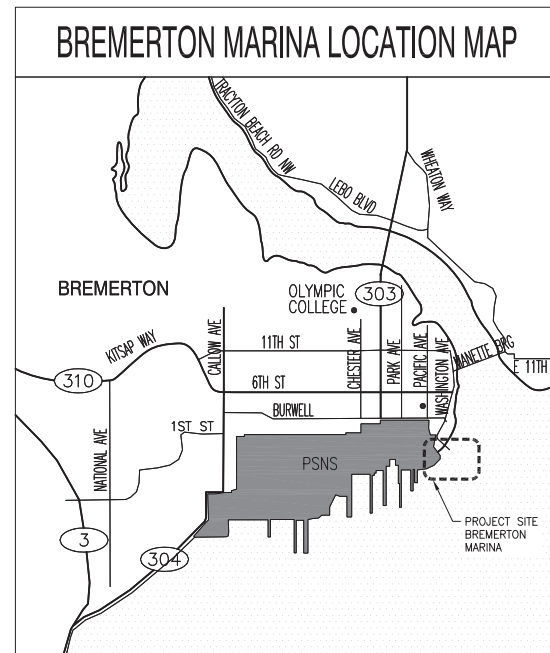 BREMERTON MARINA LOCATION MAP
TRACYTON BEACH RD NW
LEBO BLVD
WHEATON WAY
BREMERTON
OLYMPIC
COLLEGE
303
KITSAP WAY
CALLOW AVE
11TH ST
CHESTER AVE
PARK AVE
PACIFIC AVE
WASHINGTON AVE
MANETTE BRG
E 11TH
310
6TH ST
BURWELL
NATIONAL AVE
1ST ST
PSNS
PROJECT SITE
BREMERTON
MARINA
3
304